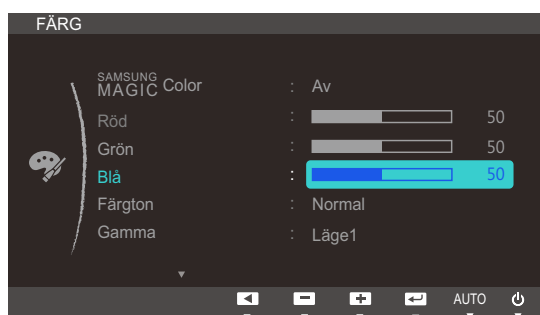 FÄRG
SAMSUNG MAGIC Color : Av
Röd : 50
Grön : 50
Blå : 50
Färgton : Normal
Gamma : Läge1
AUTO